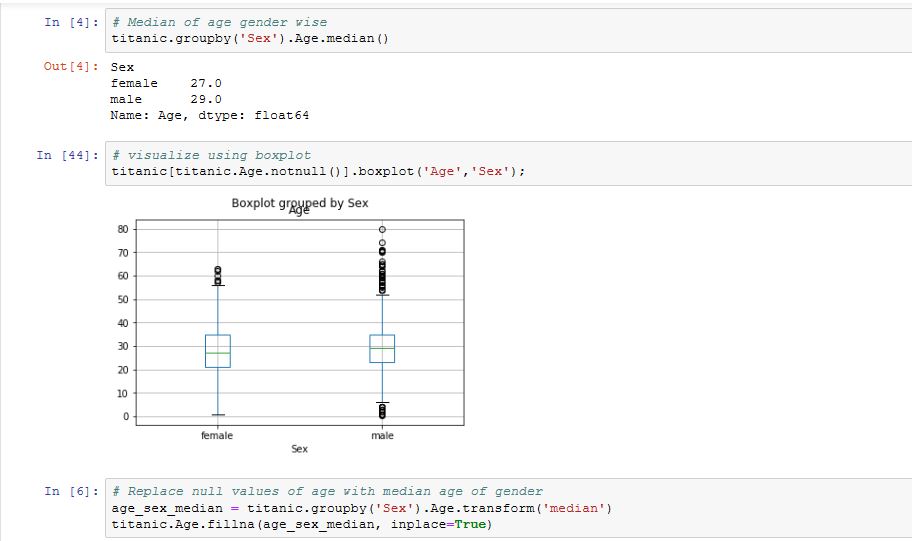 In [4]: # Median of age gender wise
titanic.groupby('Sex').Age.median()
Out[4]: Sex
female    27.0
male      29.0
Name: Age, dtype: float64
In [44]: # visualize using boxplot
titanic[titanic.Age.notnull()].boxplot('Age','Sex');
Boxplot grouped by Sex
Age
80
70
60
50
40
30
20
10
0
female male
Sex
In [6]: # Replace null values of age with median age of gender
age_sex_median = titanic.groupby('Sex').Age.transform('median')
titanic.Age.fillna(age_sex_median, inplace=True)